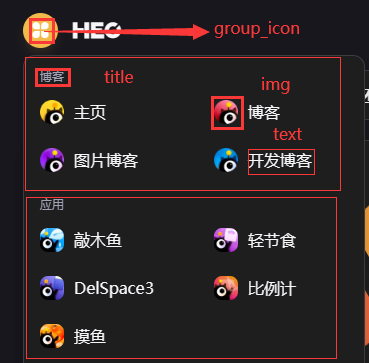 HEO group_icon
博客 title
img
主页 博客
text
图片博客 开发博客
应用
敲木鱼 轻节食
DelSpace3 比例计
摸鱼